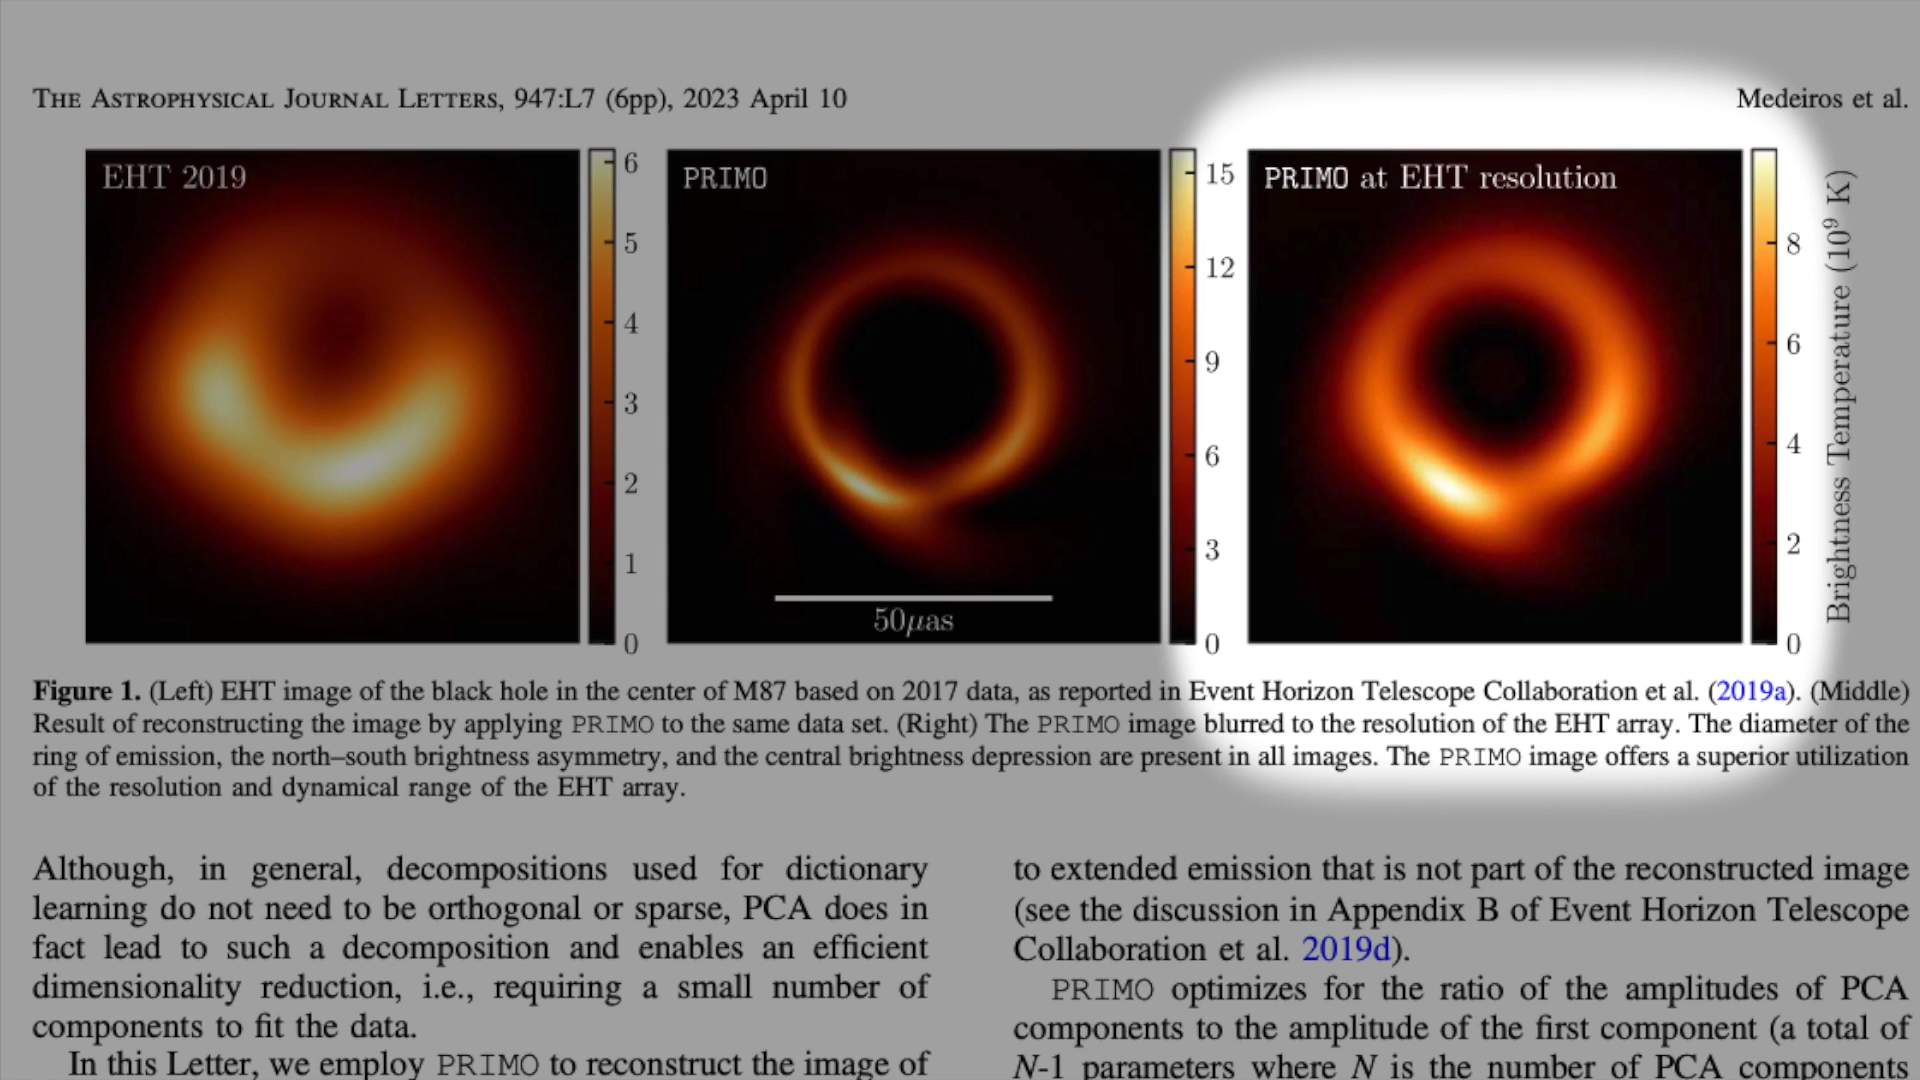 THE ASTROPHYSICAL JOURNAL LETTERS, 947:L7 (6pp), 2023 April 10
Medeiros et al.
EHT 2019
6
5
4
3
2
1
0
PRIMO
50μas
15
12
9
6
3
0
PRIMO at EHT resolution
8
6
4
2
0
Brightness Temperature (10⁹ K)
Figure 1. (Left) EHT image of the black hole in the center of M87 based on 2017 data, as reported in Event Horizon Telescope Collaboration et al. (2019a). (Middle)
Result of reconstructing the image by applying PRIMO to the same data set. (Right) The PRIMO image blurred to the resolution of the EHT array. The diameter of the
ring of emission, the north–south brightness asymmetry, and the central brightness depression are present in all images. The PRIMO image offers a superior utilization
of the resolution and dynamical range of the EHT array.
Although, in general, decompositions used for dictionary
learning do not need to be orthogonal or sparse, PCA does in
fact lead to such a decomposition and enables an efficient
dimensionality reduction, i.e., requiring a small number of
components to fit the data.
In this Letter, we employ PRIMO to reconstruct the image of
to extended emission that is not part of the reconstructed image
(see the discussion in Appendix B of Event Horizon Telescope
Collaboration et al. 2019d).
PRIMO optimizes for the ratio of the amplitudes of PCA
components to the amplitude of the first component (a total of
N-1 parameters where N is the number of PCA components